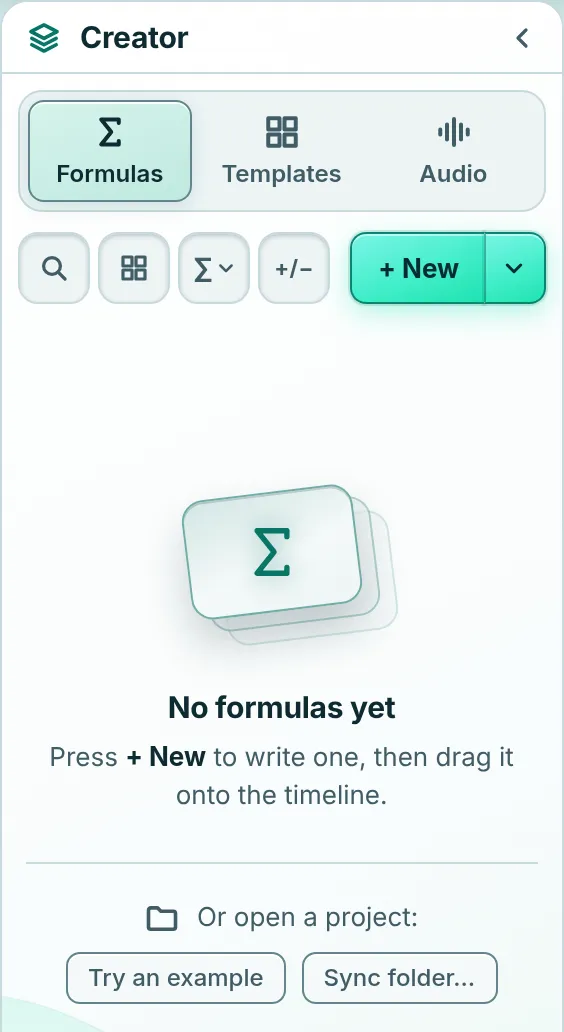 Creator
Σ
Formulas
Templates
Audio
Σ
+/−
+ New
Σ
No formulas yet
Press + New to write one, then drag it
onto the timeline.
Or open a project:
Try an example
Sync folder...